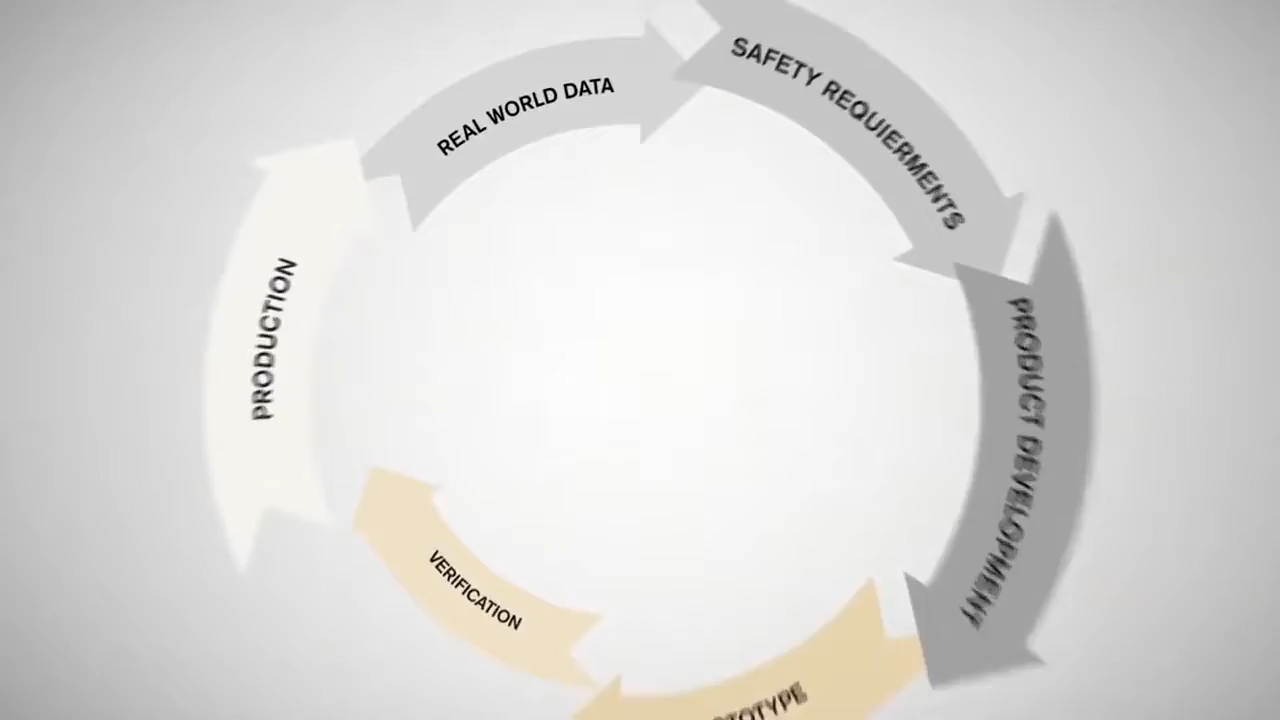 REAL WORLD DATA
SAFETY REQUIERMENTS
PRODUCT DEVELOPMENT
VERIFICATION
PRODUCTION